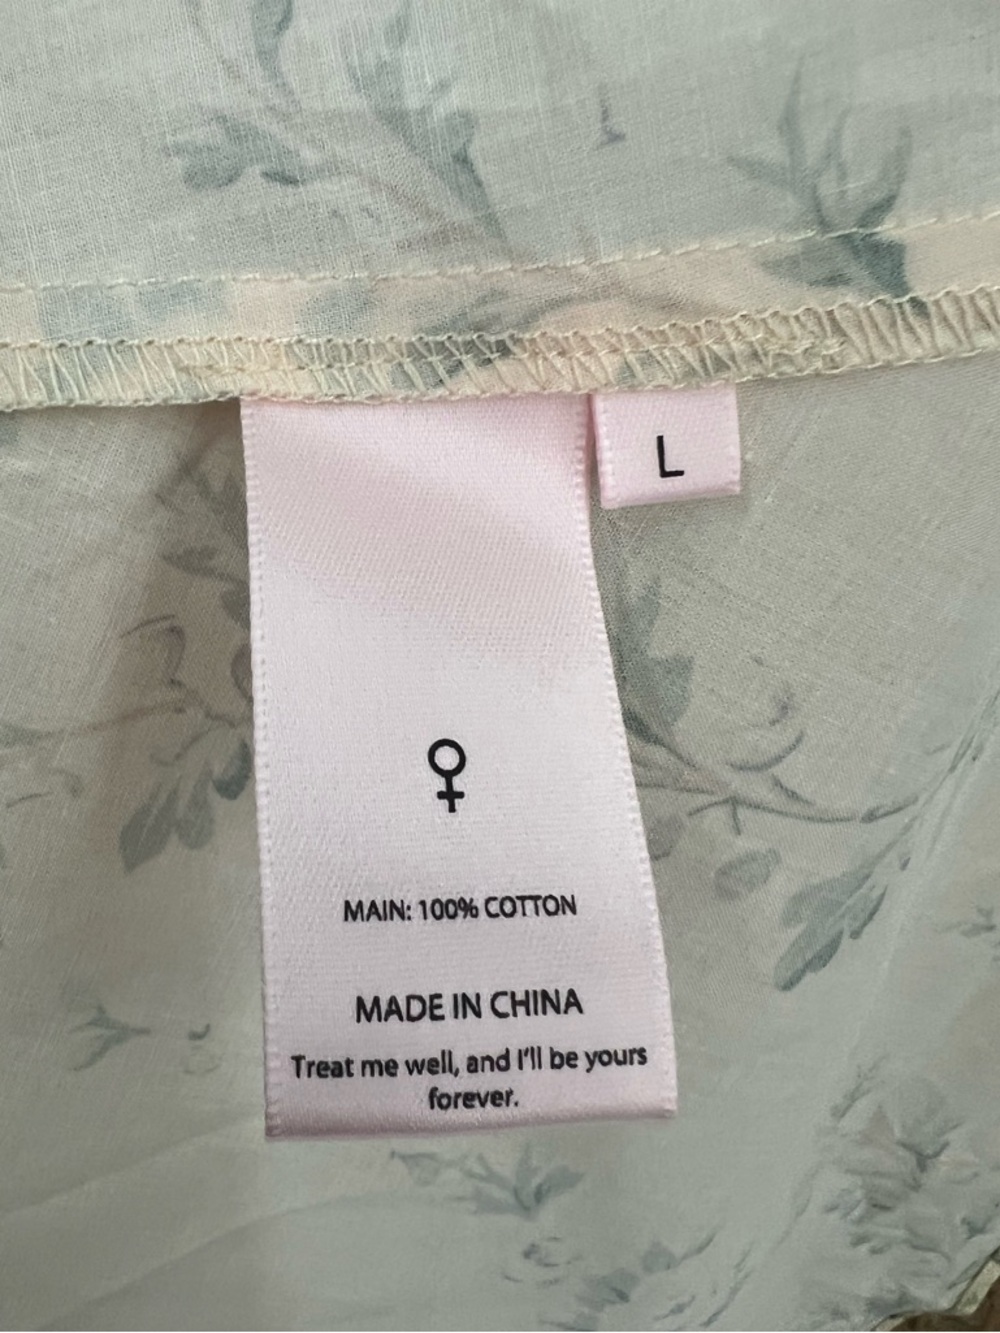 L
MAIN: 100% COTTON
MADE IN CHINA
Treat me well, and I'll be yours
forever.